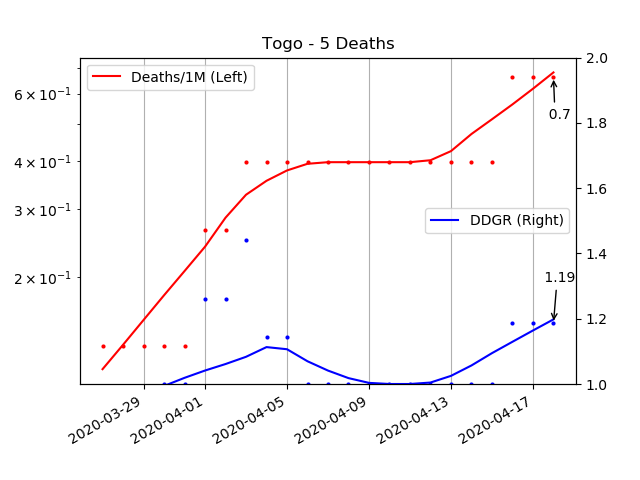 Togo - 5 Deaths
Deaths/1M (Left)
DDGR (Right)
0.7
1.19
6 × 10⁻¹
4 × 10⁻¹
3 × 10⁻¹
2 × 10⁻¹
2.0
1.8
1.6
1.4
1.2
1.0
2020-03-29
2020-04-01
2020-04-05
2020-04-09
2020-04-13
2020-04-17